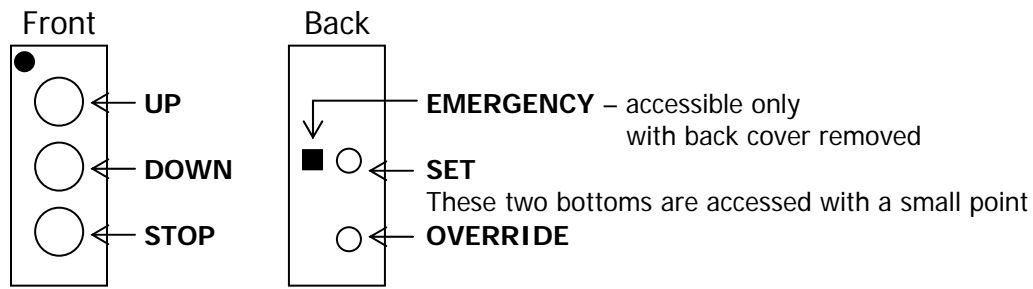 Front
Back
UP
DOWN
STOP
EMERGENCY – accessible only
with back cover removed
SET
These two bottoms are accessed with a small point
OVERRIDE